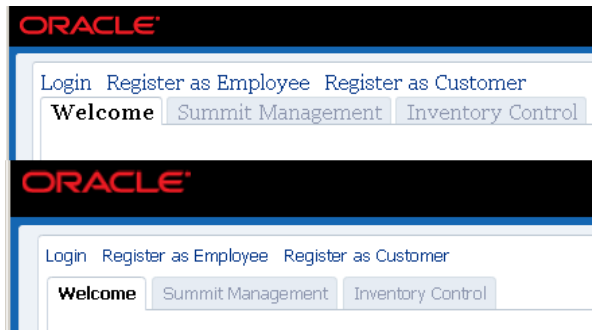 ORACLE
Login Register as Employee Register as Customer
Welcome Summit Management Inventory Control
ORACLE
Login Register as Employee Register as Customer
Welcome Summit Management Inventory Control